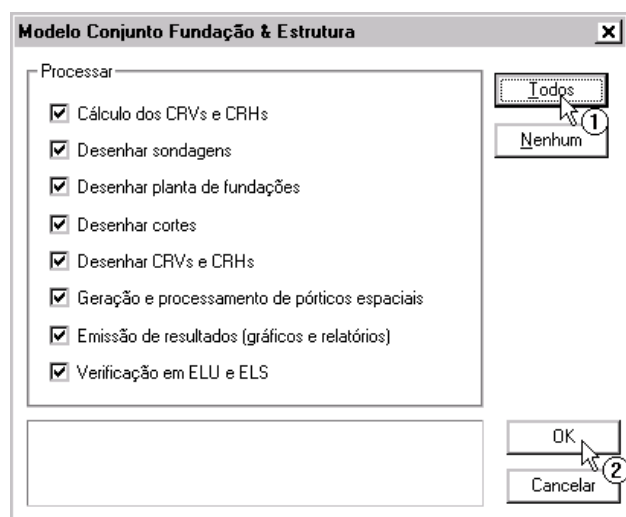 Modelo Conjunto Fundação & Estrutura
Processar
Cálculo dos CRVs e CRHs
Desenhar sondagens
Desenhar planta de fundações
Desenhar cortes
Desenhar CRVs e CRHs
Geração e processamento de pórticos espaciais
Emissão de resultados (gráficos e relatórios)
Verificação em ELU e ELS
Todos
1
Nenhum
OK
2
Cancelar